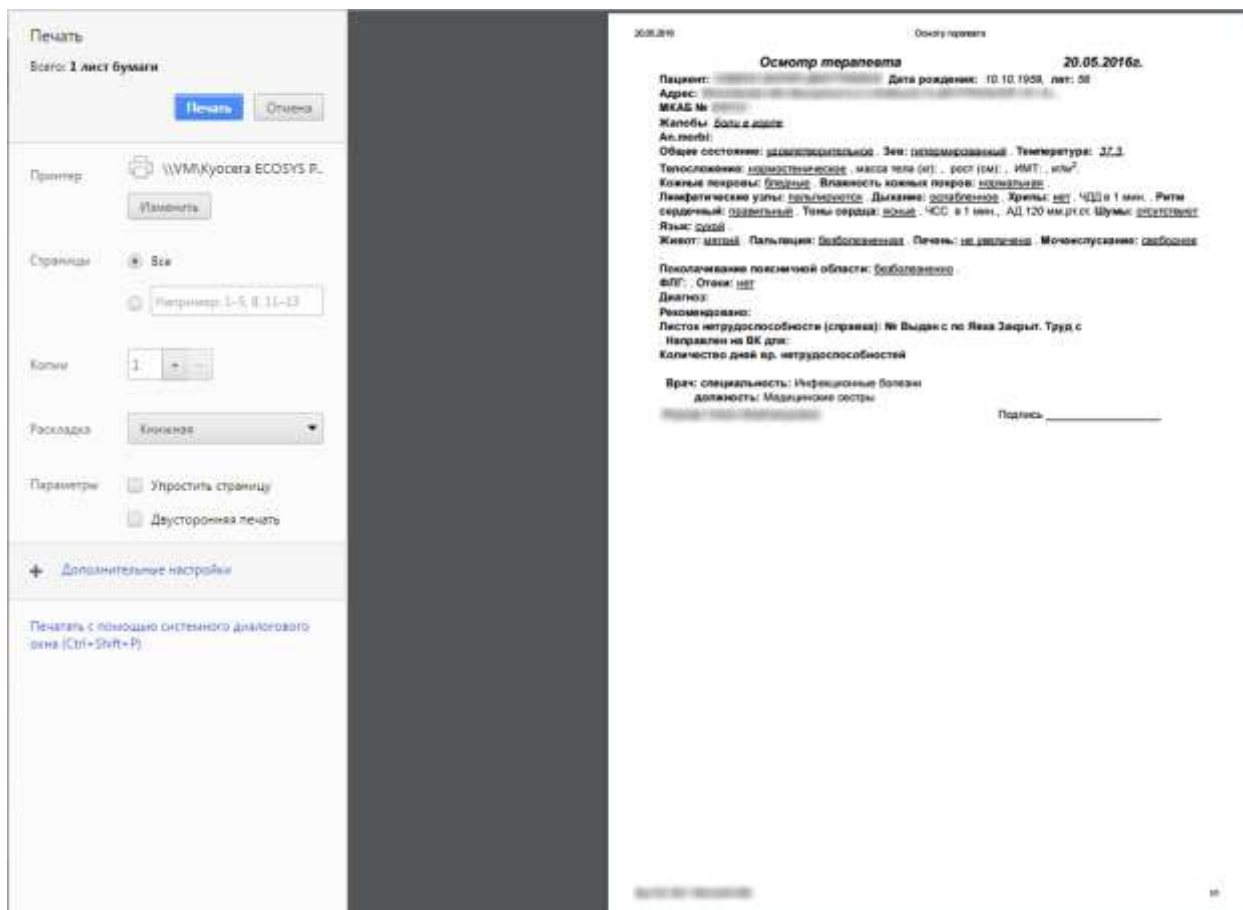 Печать
Всего: 1 лист бумаги
Печать
Отмена
Принтер
\\VM\Kyocera ECOSYS P...
Изменить
Страницы
Все
Например: 1–5, 8, 11–13
Копии
1
+
-
Раскладка
Книжная
Параметры
Упростить страницу
Двусторонняя печать
+ Дополнительные настройки
Печатать с помощью системного диалогового
окна (Ctrl+Shift+P)
20.05.2016
Осмотр терапевта
Осмотр терапевта 20.05.2016г.
Пациент: Дата рождения: 10.10.1959, лет: 56
Адрес:
МКАБ №
Жалобы: Боли в горле
An.morbi:
Общее состояние: удовлетворительное . Зев: гиперемированный . Температура: 37.3.
Телосложение: нормостеническое , масса тела (кг): , рост (см): , ИМТ: , кг/м².
Кожные покровы: бледные . Влажность кожных покров: нормальная .
Лимфатические узлы: пальпируются . Дыхание: ослабленное . Хрипы: нет . ЧДД в 1 мин. . Ритм
сердечный: правильный . Тоны сердца: ясные . ЧСС в 1 мин., АД 120 мм.рт.ст. Шумы: отсутствуют
Язык: сухой .
Живот: мягкий . Пальпация: безболезненная . Печень: не увеличена . Мочеиспускание: свободное
.
Поколачивание поясничной области: безболезненно .
ФЛГ: . Отеки: нет
Диагноз:
Рекомендовано:
Листок нетрудоспособности (справка): № Выдан с по Явка Закрыт. Труд с
Направлен на ВК для:
Количество дней вр. нетрудоспособностей
Врач: специальность: Инфекционные болезни
должность: Медицинские сестры
Подпись